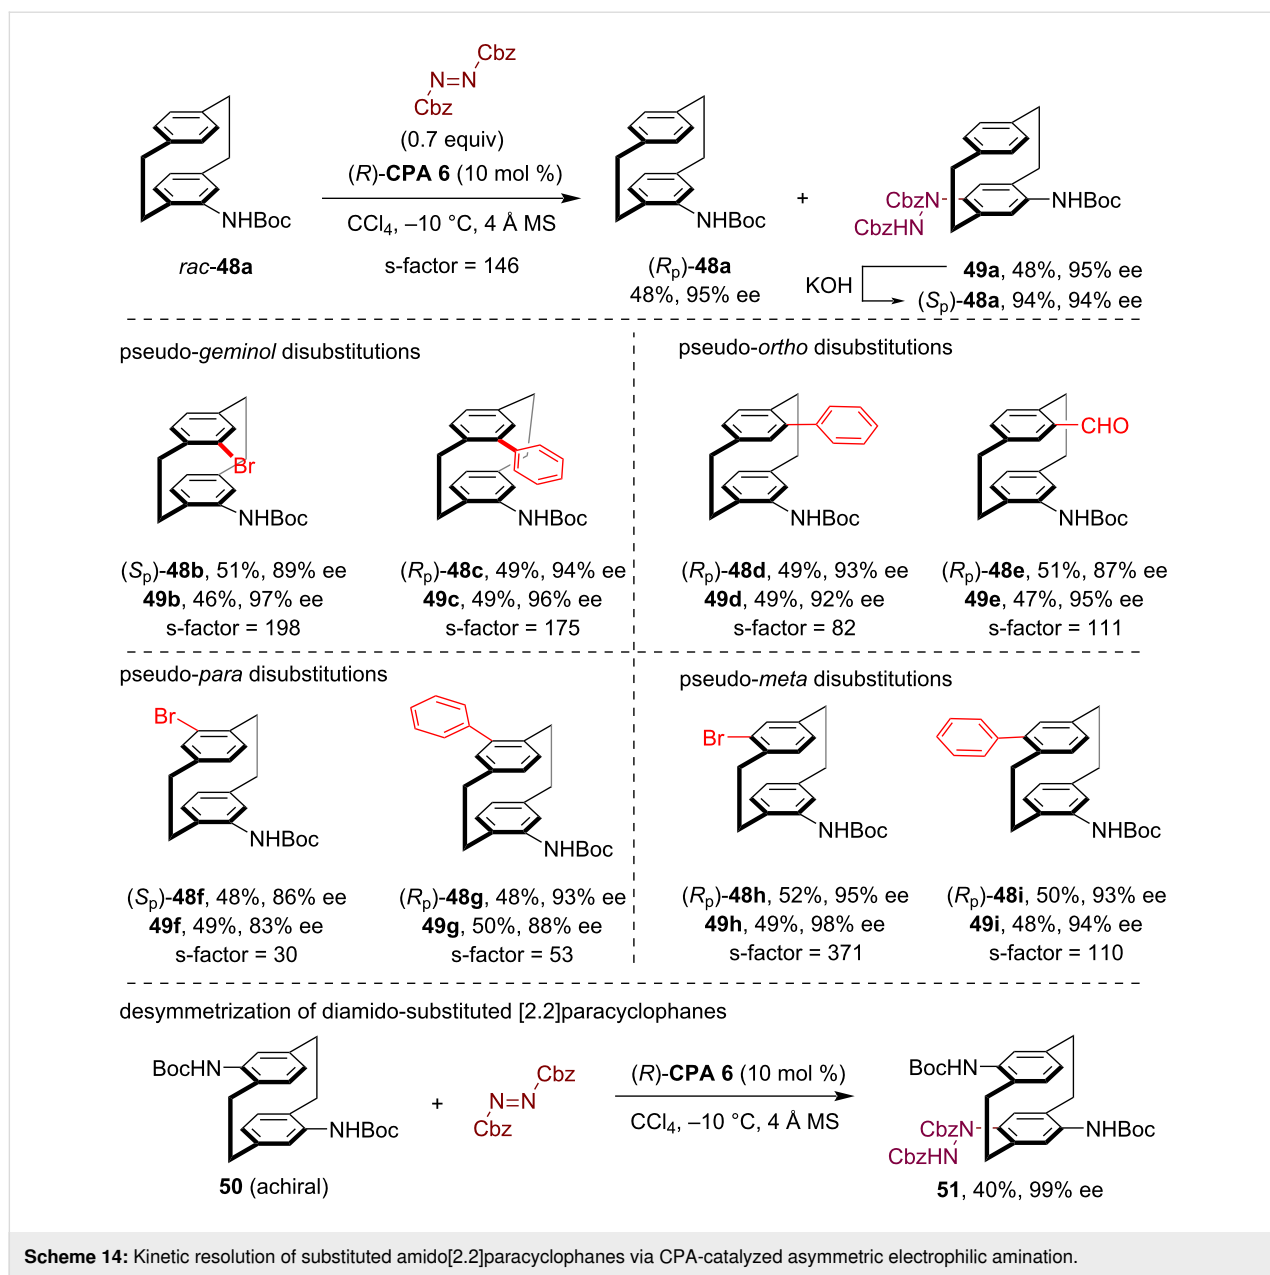 Cbz
N=N
Cbz
(0.7 equiv)
(R)-CPA 6 (10 mol %)
CCl4, –10 °C, 4 Å MS
s-factor = 146
NHBoc
rac-48a
NHBoc
(Rp)-48a
48%, 95% ee
+
CbzN
CbzHN
NHBoc
49a, 48%, 95% ee
KOH
(Sp)-48a, 94%, 94% ee
pseudo-geminol disubstitutions
Br
NHBoc
(Sp)-48b, 51%, 89% ee
49b, 46%, 97% ee
s-factor = 198
NHBoc
(Rp)-48c, 49%, 94% ee
49c, 49%, 96% ee
s-factor = 175
pseudo-ortho disubstitutions
NHBoc
(Rp)-48d, 49%, 93% ee
49d, 49%, 92% ee
s-factor = 82
CHO
NHBoc
(Rp)-48e, 51%, 87% ee
49e, 47%, 95% ee
s-factor = 111
pseudo-para disubstitutions
Br
NHBoc
(Sp)-48f, 48%, 86% ee
49f, 49%, 83% ee
s-factor = 30
NHBoc
(Rp)-48g, 48%, 93% ee
49g, 50%, 88% ee
s-factor = 53
pseudo-meta disubstitutions
Br
NHBoc
(Rp)-48h, 52%, 95% ee
49h, 49%, 98% ee
s-factor = 371
NHBoc
(Rp)-48i, 50%, 93% ee
49i, 48%, 94% ee
s-factor = 110
desymmetrization of diamido-substituted [2.2]paracyclophanes
BocHN
NHBoc
50 (achiral)
+
Cbz
N=N
Cbz
(R)-CPA 6 (10 mol %)
CCl4, –10 °C, 4 Å MS
BocHN
CbzN
CbzHN
NHBoc
51, 40%, 99% ee
Scheme 14: Kinetic resolution of substituted amido[2.2]paracyclophanes via CPA-catalyzed asymmetric electrophilic amination.